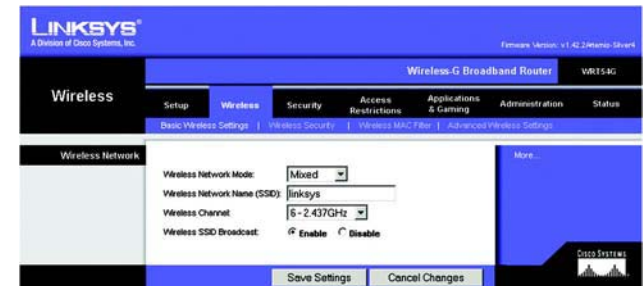 LINKSYS®
A Division of Cisco Systems, Inc.
Firmware Version: v1.42.2
Wireless-G Broadband Router WRT54G
Wireless
Setup Wireless Security Access Restrictions Applications & Gaming Administration Status
Basic Wireless Settings | Wireless Security | Wireless MAC Filter | Advanced Wireless Settings
Wireless Network
More...
Wireless Network Mode: Mixed
Wireless Network Name (SSID): linksys
Wireless Channel: 6 - 2.437GHz
Wireless SSID Broadcast: Enable Disable
CISCO SYSTEMS
Save Settings Cancel Changes